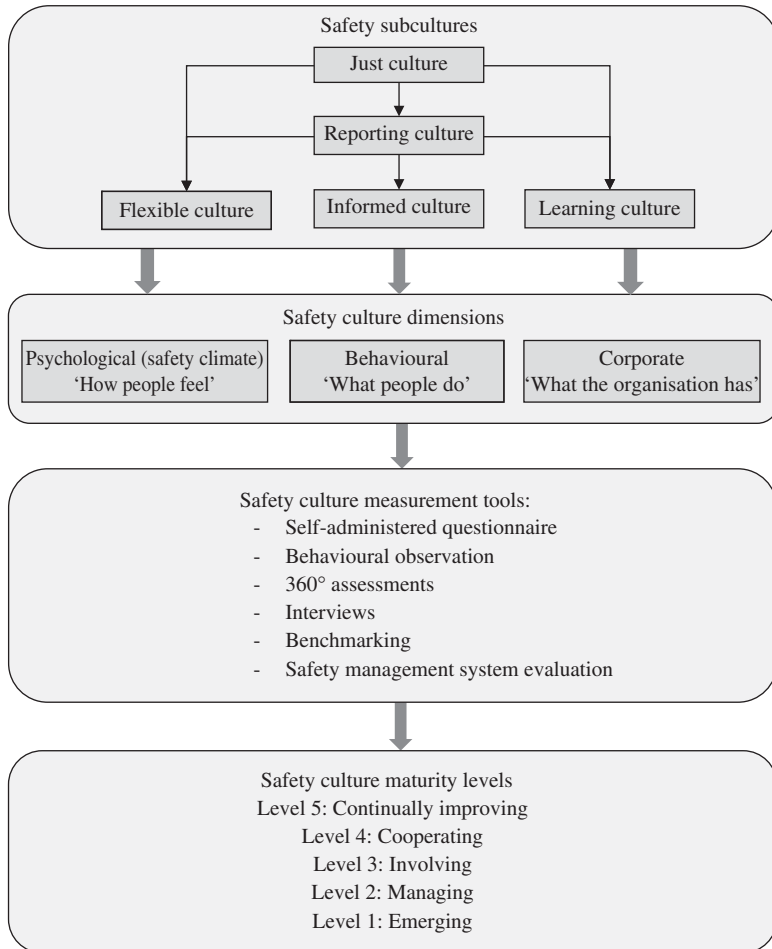 Safety subcultures
Just culture
Reporting culture
Flexible culture
Informed culture
Learning culture
Safety culture dimensions
Psychological (safety climate)
‘How people feel’
Behavioural
‘What people do’
Corporate
‘What the organisation has’
Safety culture measurement tools:
- Self-administered questionnaire
- Behavioural observation
- 360° assessments
- Interviews
- Benchmarking
- Safety management system evaluation
Safety culture maturity levels
Level 5: Continually improving
Level 4: Cooperating
Level 3: Involving
Level 2: Managing
Level 1: Emerging